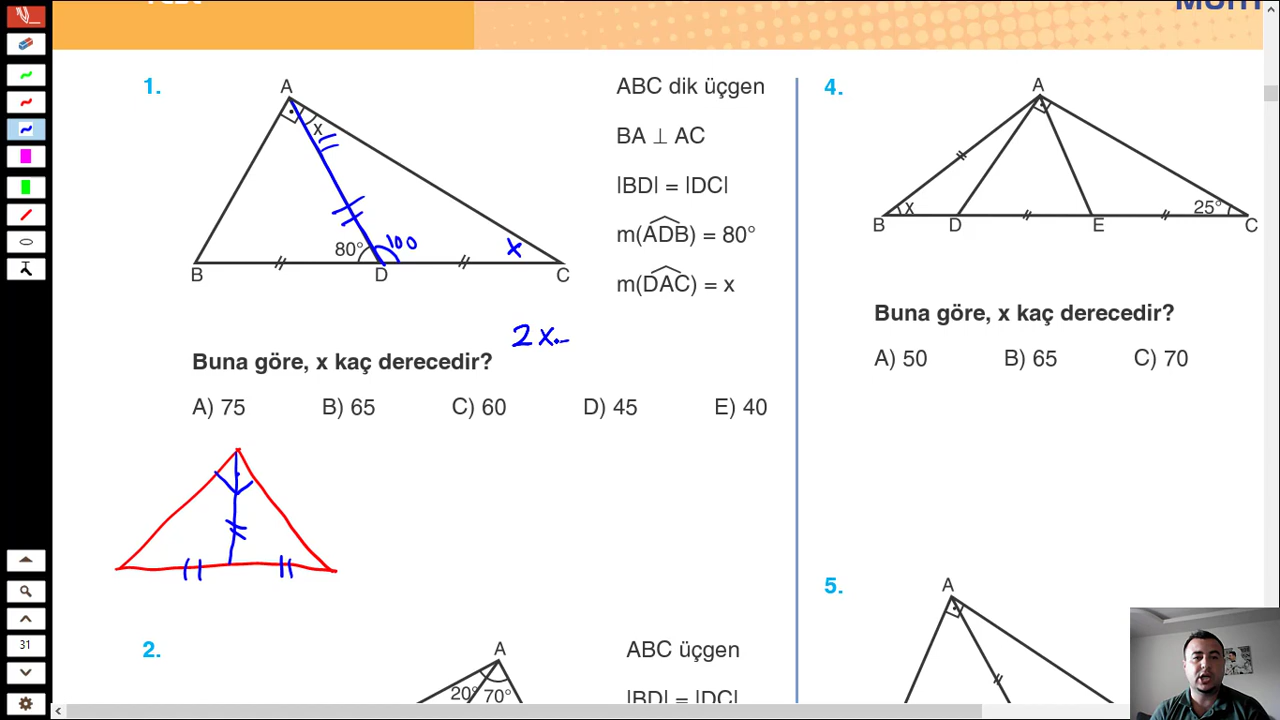 1.
A
x
80°
100
x
B
D
C
ABC dik üçgen
BA ⊥ AC
|BD| = |DC|
m(ADB) = 80°
m(DAC) = x
2x
Buna göre, x kaç derecedir?
A) 75 B) 65 C) 60 D) 45 E) 40
2.
A
20° 70°
ABC üçgen
|BD| = |DC|
4.
A
x
25°
B
D
E
C
Buna göre, x kaç derecedir?
A) 50 B) 65 C) 70
5.
A
31